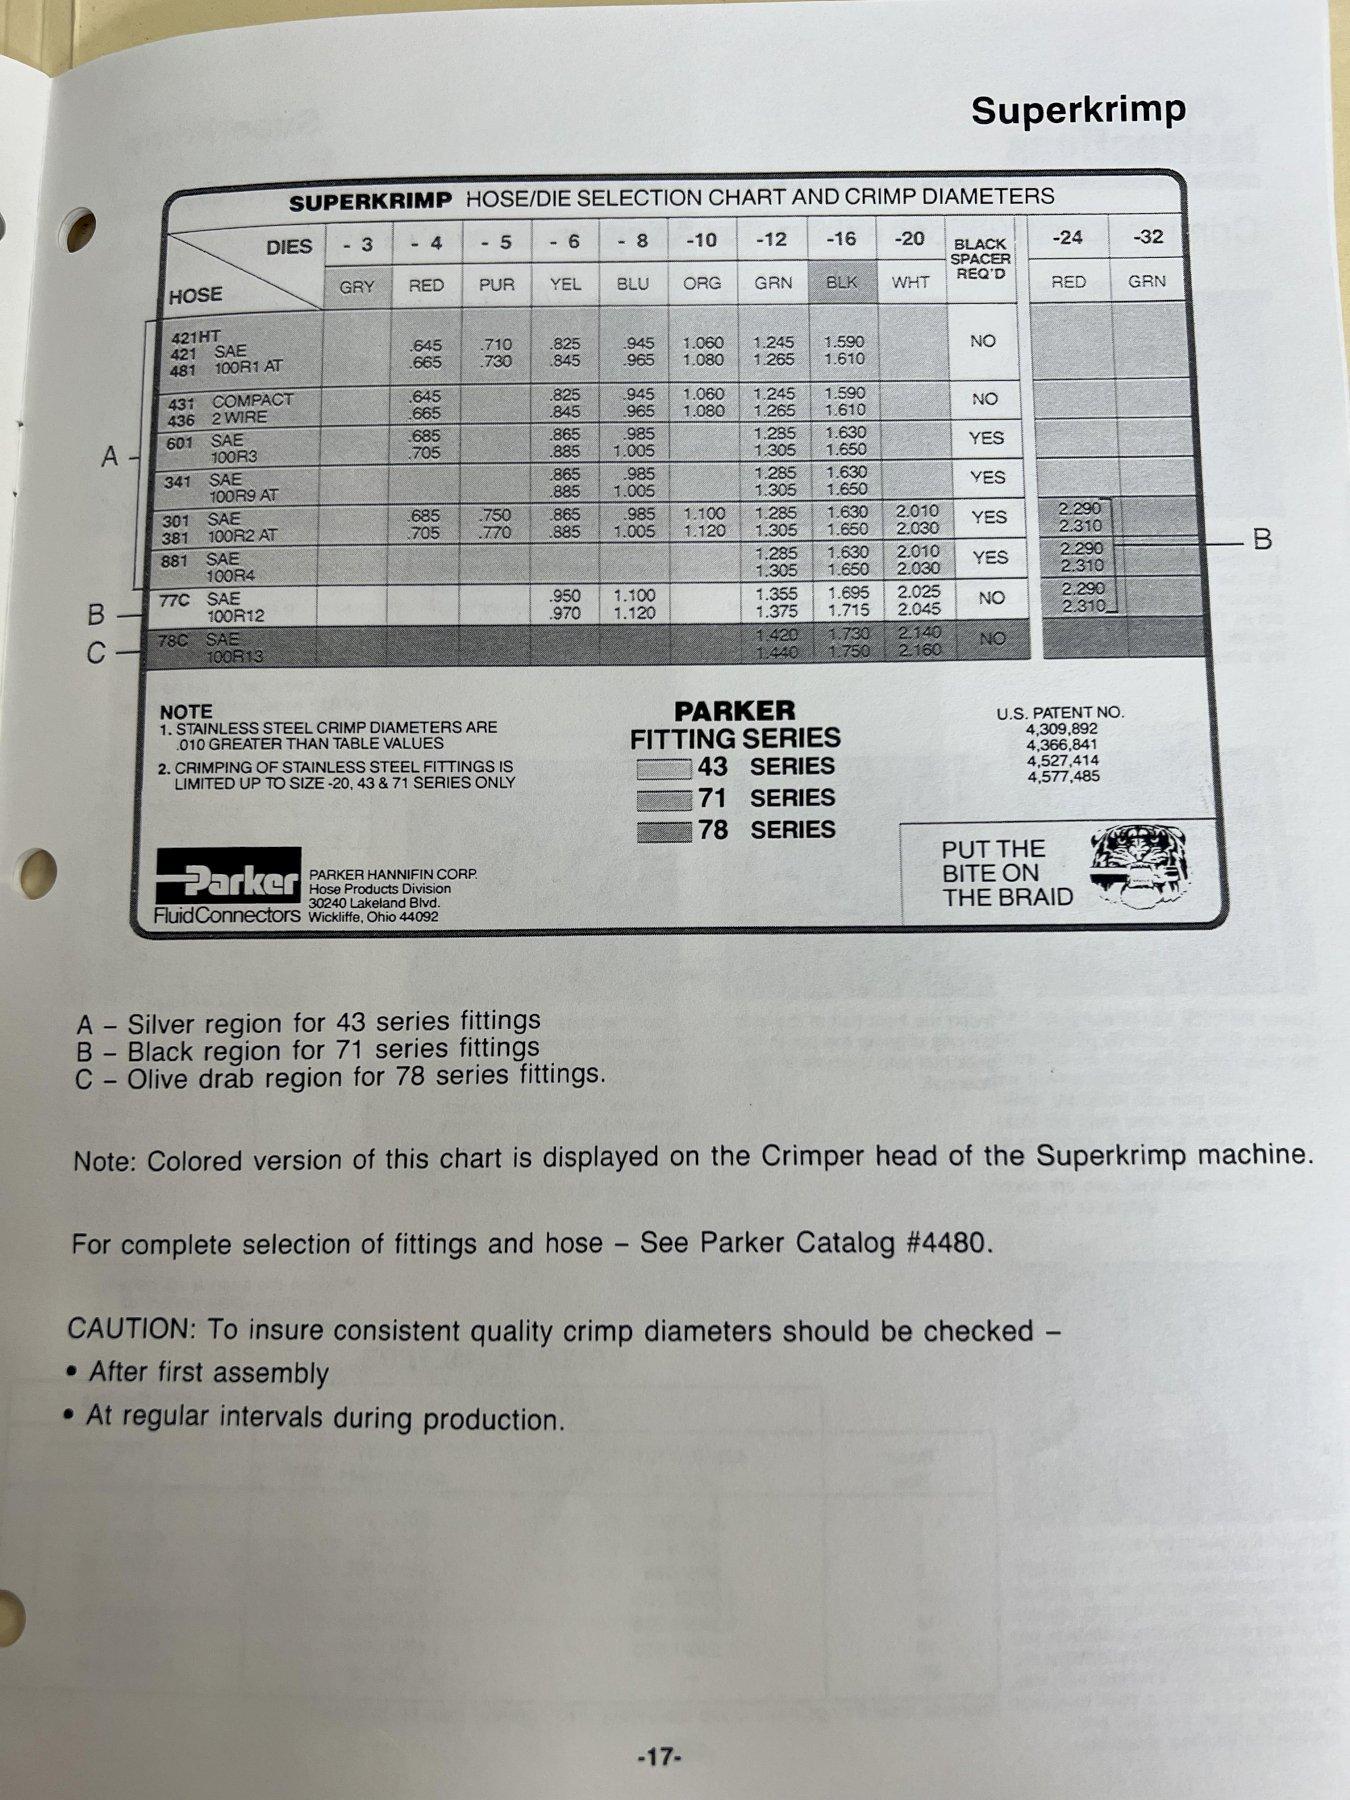 Superkrimp
SUPERKRIMP HOSE/DIE SELECTION CHART AND CRIMP DIAMETERS
DIES - 3 - 4 - 5 - 6 - 8 -10 -12 -16 -20 BLACK SPACER REQ'D -24 -32
HOSE GRY RED PUR YEL BLU ORG GRN BLK WHT RED GRN
421HT
421 SAE .645 .710 .825 .945 1.060 1.245 1.590 NO
481 100R1 AT .665 .730 .845 .965 1.080 1.265 1.610
431 COMPACT .645 .825 .945 1.060 1.245 1.590 NO
436 2 WIRE .665 .845 .965 1.080 1.265 1.610
A
601 SAE .685 .865 .985 1.285 1.630 YES
100R3 .705 .885 1.005 1.305 1.650
341 SAE .865 .985 1.285 1.630 YES
100R9 AT .885 1.005 1.305 1.650
301 SAE .685 .750 .865 .985 1.100 1.285 1.630 2.010 YES 2.290
381 100R2 AT .705 .770 .885 1.005 1.120 1.305 1.650 2.030 2.310
B
881 SAE 1.285 1.630 2.010 YES 2.290
100R4 1.305 1.650 2.030 2.310
B
77C SAE .950 1.100 1.355 1.695 2.025 NO 2.290
100R12 .970 1.120 1.375 1.715 2.045 2.310
C
78C SAE 1.420 1.730 2.140 NO
100R13 1.440 1.750 2.160
NOTE
1. STAINLESS STEEL CRIMP DIAMETERS ARE
.010 GREATER THAN TABLE VALUES
2. CRIMPING OF STAINLESS STEEL FITTINGS IS
LIMITED UP TO SIZE -20, 43 & 71 SERIES ONLY
PARKER
FITTING SERIES
43 SERIES
71 SERIES
78 SERIES
U.S. PATENT NO.
4,309,892
4,366,841
4,527,414
4,577,485
Parker
FluidConnectors
PARKER HANNIFIN CORP.
Hose Products Division
30240 Lakeland Blvd.
Wickliffe, Ohio 44092
PUT THE
BITE ON
THE BRAID
A – Silver region for 43 series fittings
B – Black region for 71 series fittings
C – Olive drab region for 78 series fittings.
Note: Colored version of this chart is displayed on the Crimper head of the Superkrimp machine.
For complete selection of fittings and hose – See Parker Catalog #4480.
CAUTION: To insure consistent quality crimp diameters should be checked –
• After first assembly
• At regular intervals during production.
-17-